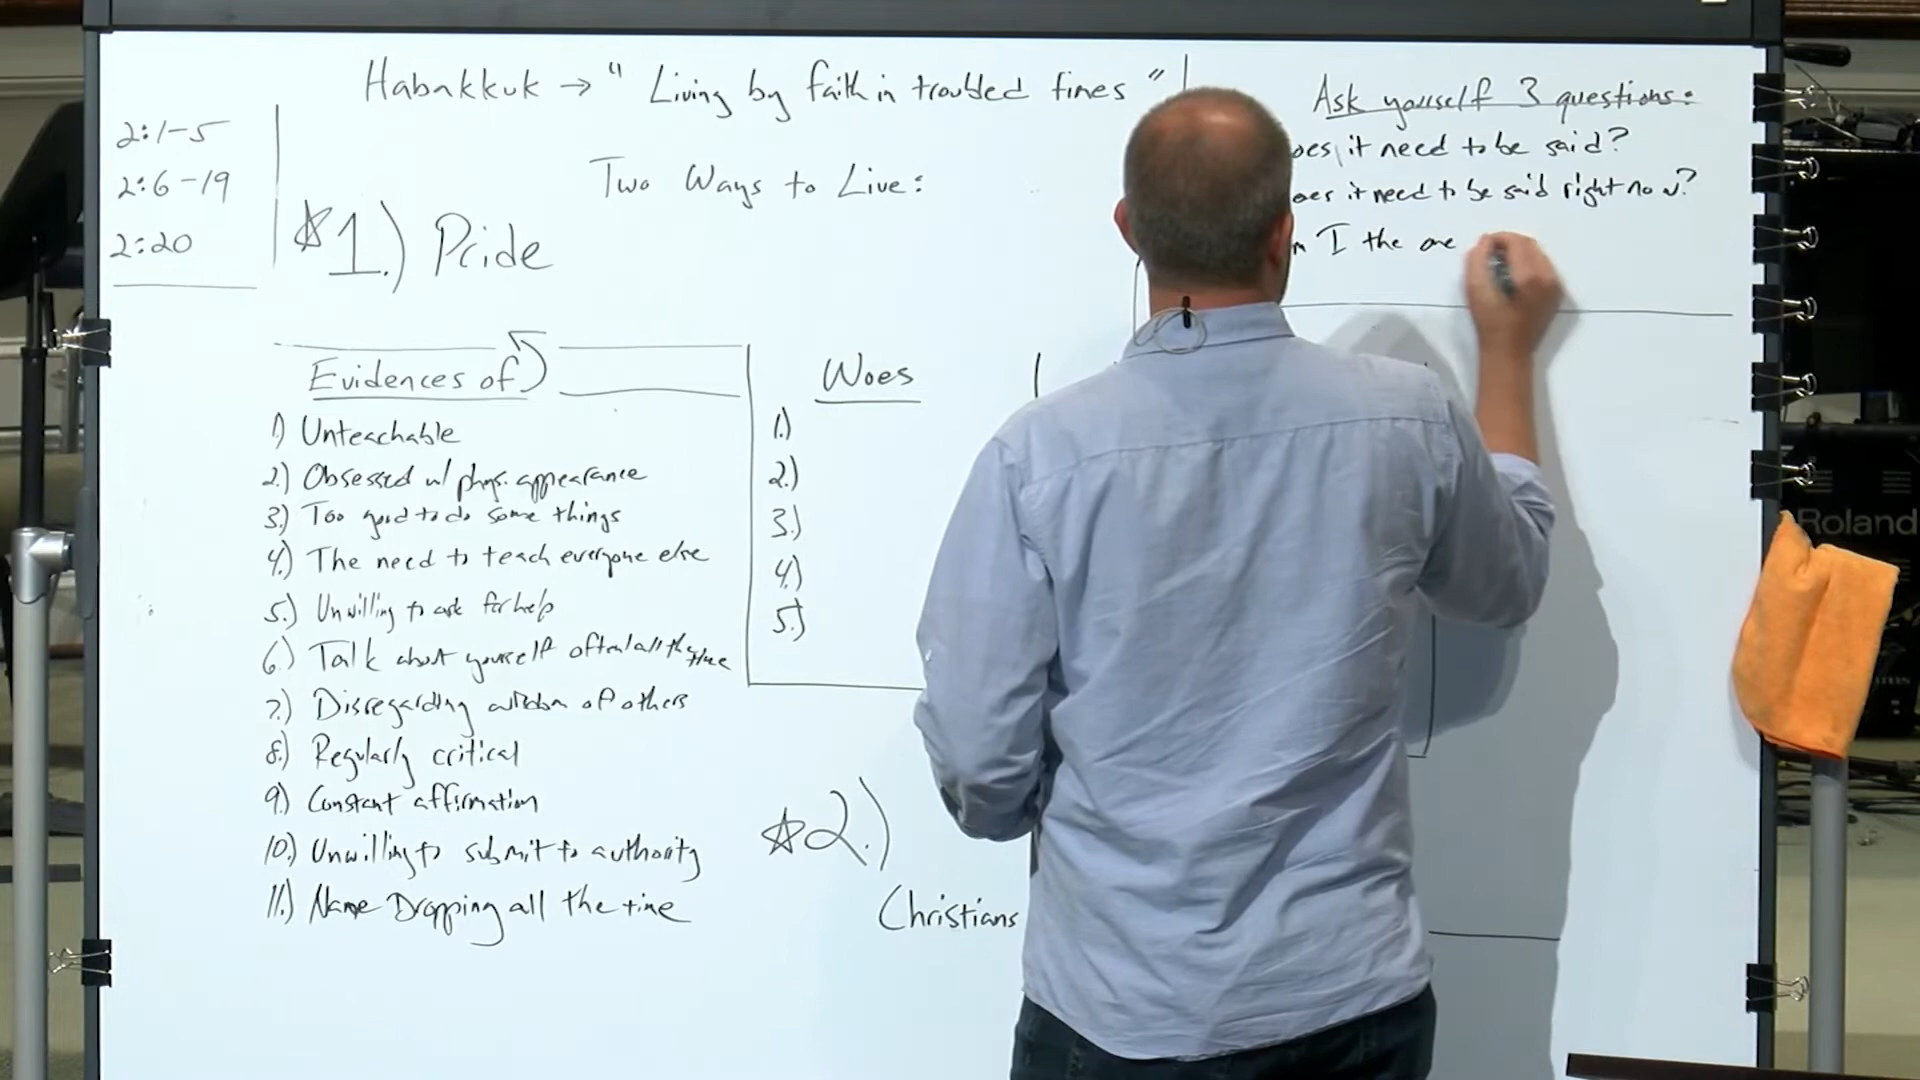 Habakkuk → "Living by faith in troubled times"
2:1-5
2:6-19
2:20
Two Ways to Live:
☆1.) Pride
Ask yourself 3 questions:
oes it need to be said?
oes it need to be said right now?
m I the one
Evidences of
1) Unteachable
2.) Obsessed w/ phys. appearance
3.) Too good to do some things
4.) The need to teach everyone else
5.) Unwilling to ask for help
6.) Talk about yourself often/all the time
7.) Disregarding wisdom of others
8.) Regularly critical
9.) Constant affirmation
10.) Unwilling to submit to authority
11.) Name Dropping all the time
Woes
1.)
2.)
3.)
4.)
5.)
☆2.)
Christians
Roland